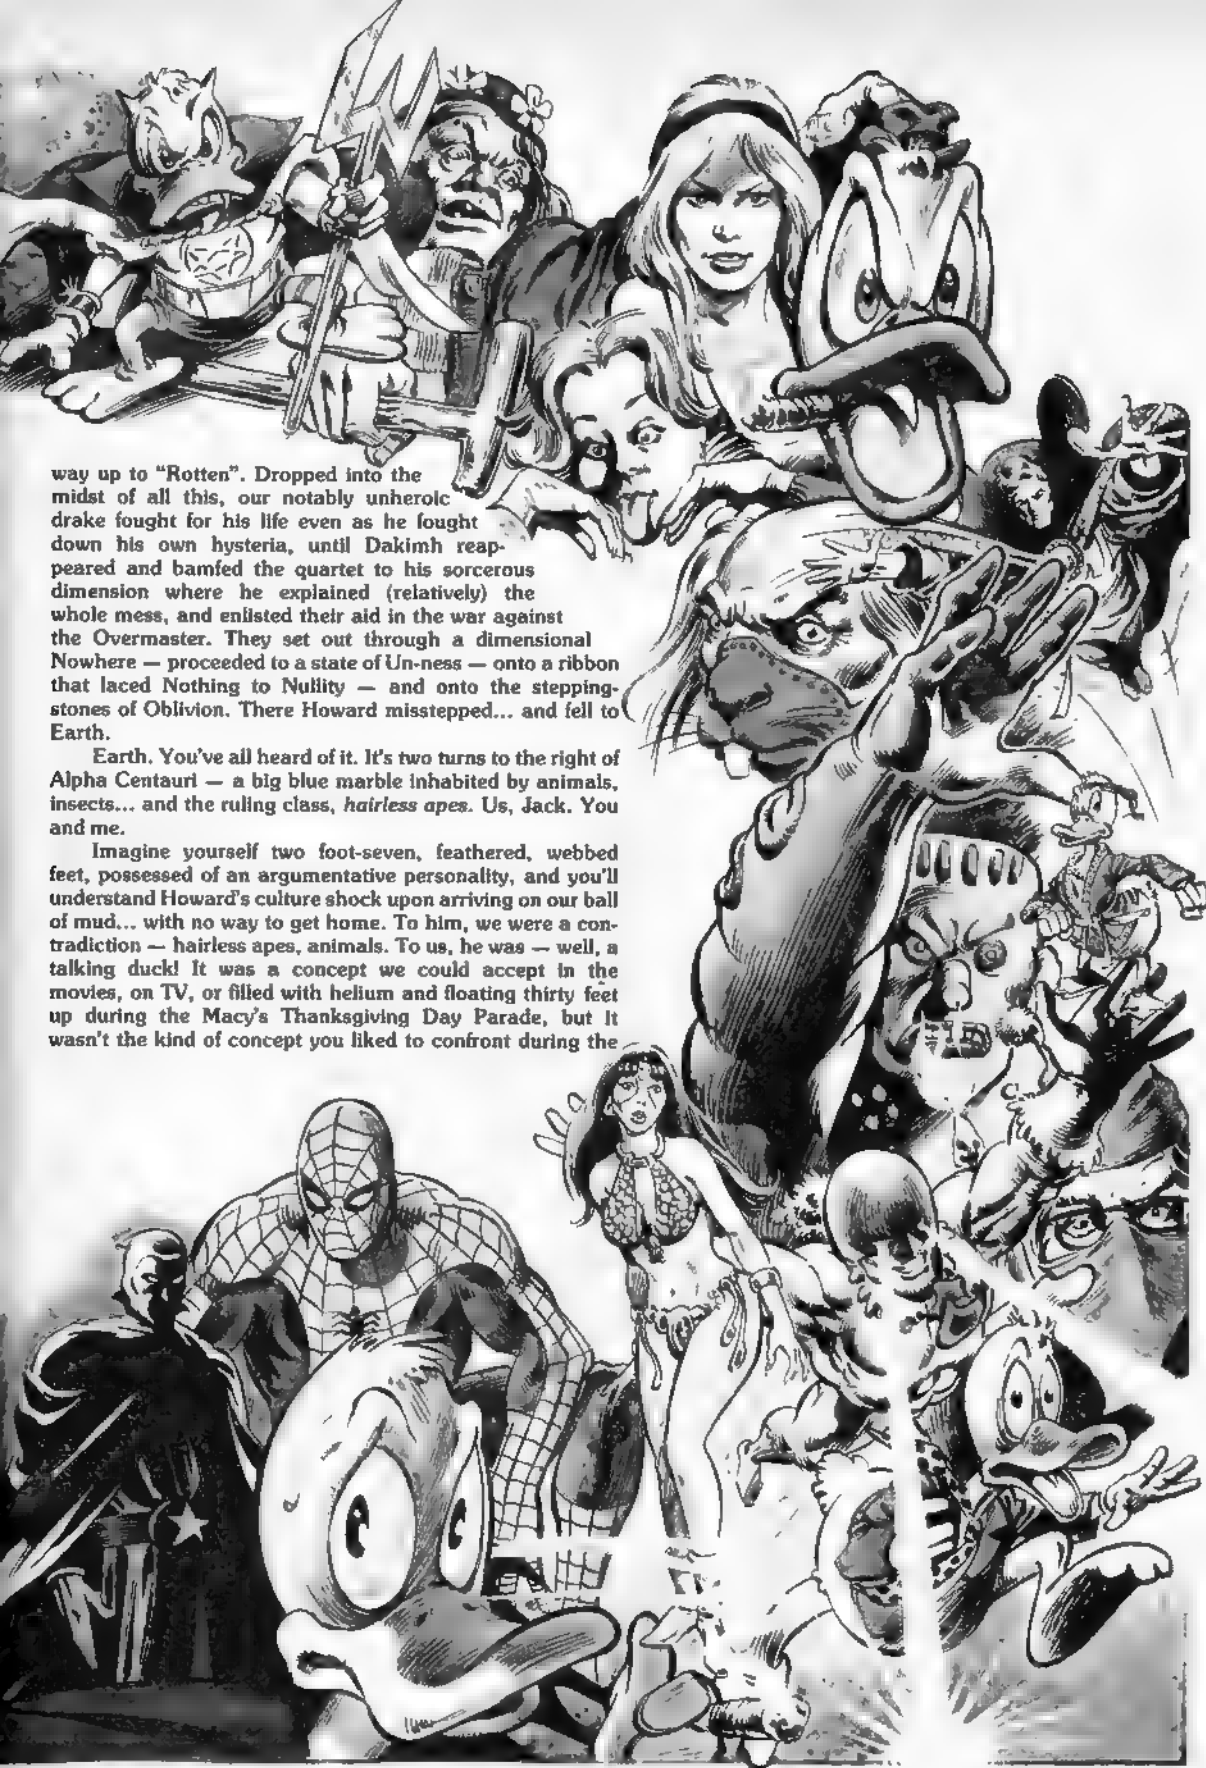 way up to “Rotten”. Dropped into the
midst of all this, our notably unheroic
drake fought for his life even as he fought
down his own hysteria, until Dakimh reap-
peared and bamfed the quartet to his sorcerous
dimension where he explained (relatively) the
whole mess, and enlisted their aid in the war against
the Overmaster. They set out through a dimensional
Nowhere — proceeded to a state of Un-ness — onto a ribbon
that laced Nothing to Nullity — and onto the stepping-
stones of Oblivion. There Howard misstepped... and fell to
Earth.
Earth. You've all heard of it. It's two turns to the right of
Alpha Centauri — a big blue marble inhabited by animals,
insects... and the ruling class, hairless apes. Us, Jack. You
and me.
Imagine yourself two foot-seven, feathered, webbed
feet, possessed of an argumentative personality, and you'll
understand Howard's culture shock upon arriving on our ball
of mud... with no way to get home. To him, we were a con-
tradiction — hairless apes, animals. To us, he was — well, a
talking duck! It was a concept we could accept in the
movies, on TV, or filled with helium and floating thirty feet
up during the Macy's Thanksgiving Day Parade, but it
wasn't the kind of concept you liked to confront during the